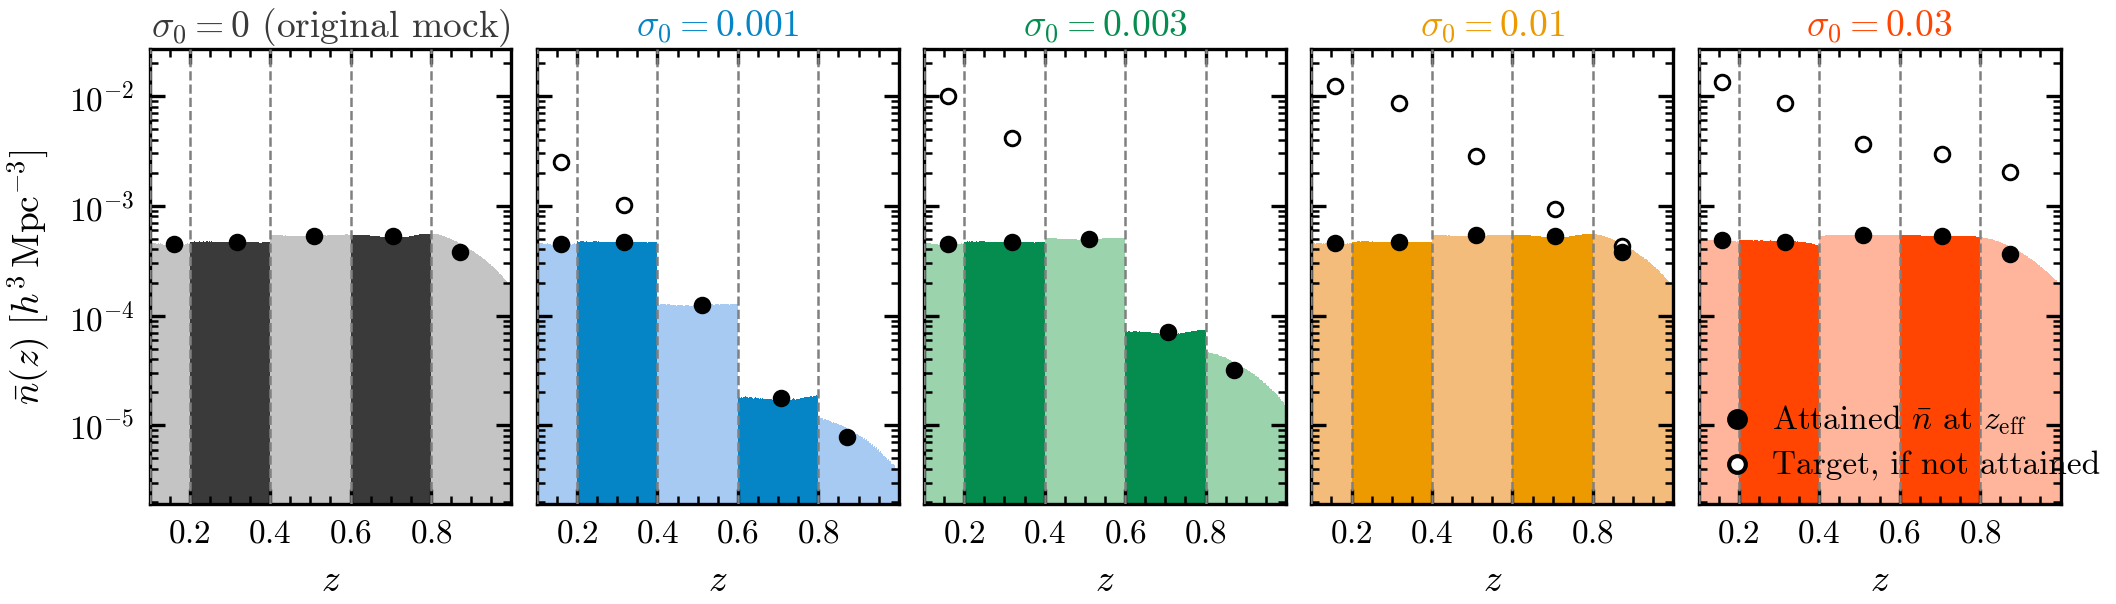 σ₀ = 0 (original mock)
σ₀ = 0.001
σ₀ = 0.003
σ₀ = 0.01
σ₀ = 0.03
n̄(z) [h³ Mpc⁻³]
10⁻²
10⁻³
10⁻⁴
10⁻⁵
0.2 0.4 0.6 0.8
0.2 0.4 0.6 0.8
0.2 0.4 0.6 0.8
0.2 0.4 0.6 0.8
0.2 0.4 0.6 0.8
z
z
z
z
z
Attained n̄ at z_eff
Target, if not attained